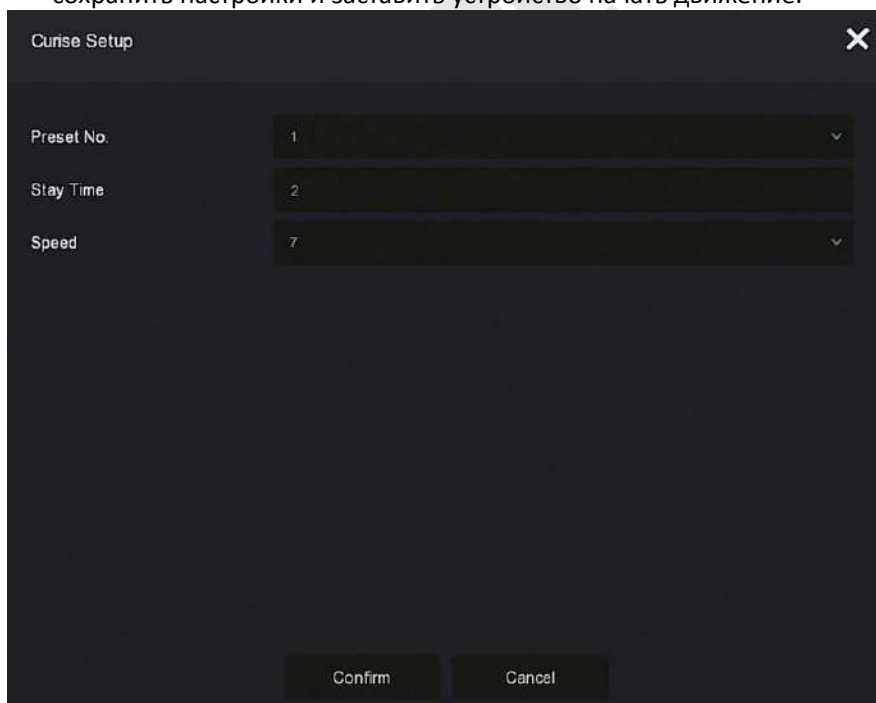 сохранить настройки и заставить устройство начать движение.
Curise Setup
Preset No. 1
Stay Time 2
Speed 7
Confirm Cancel